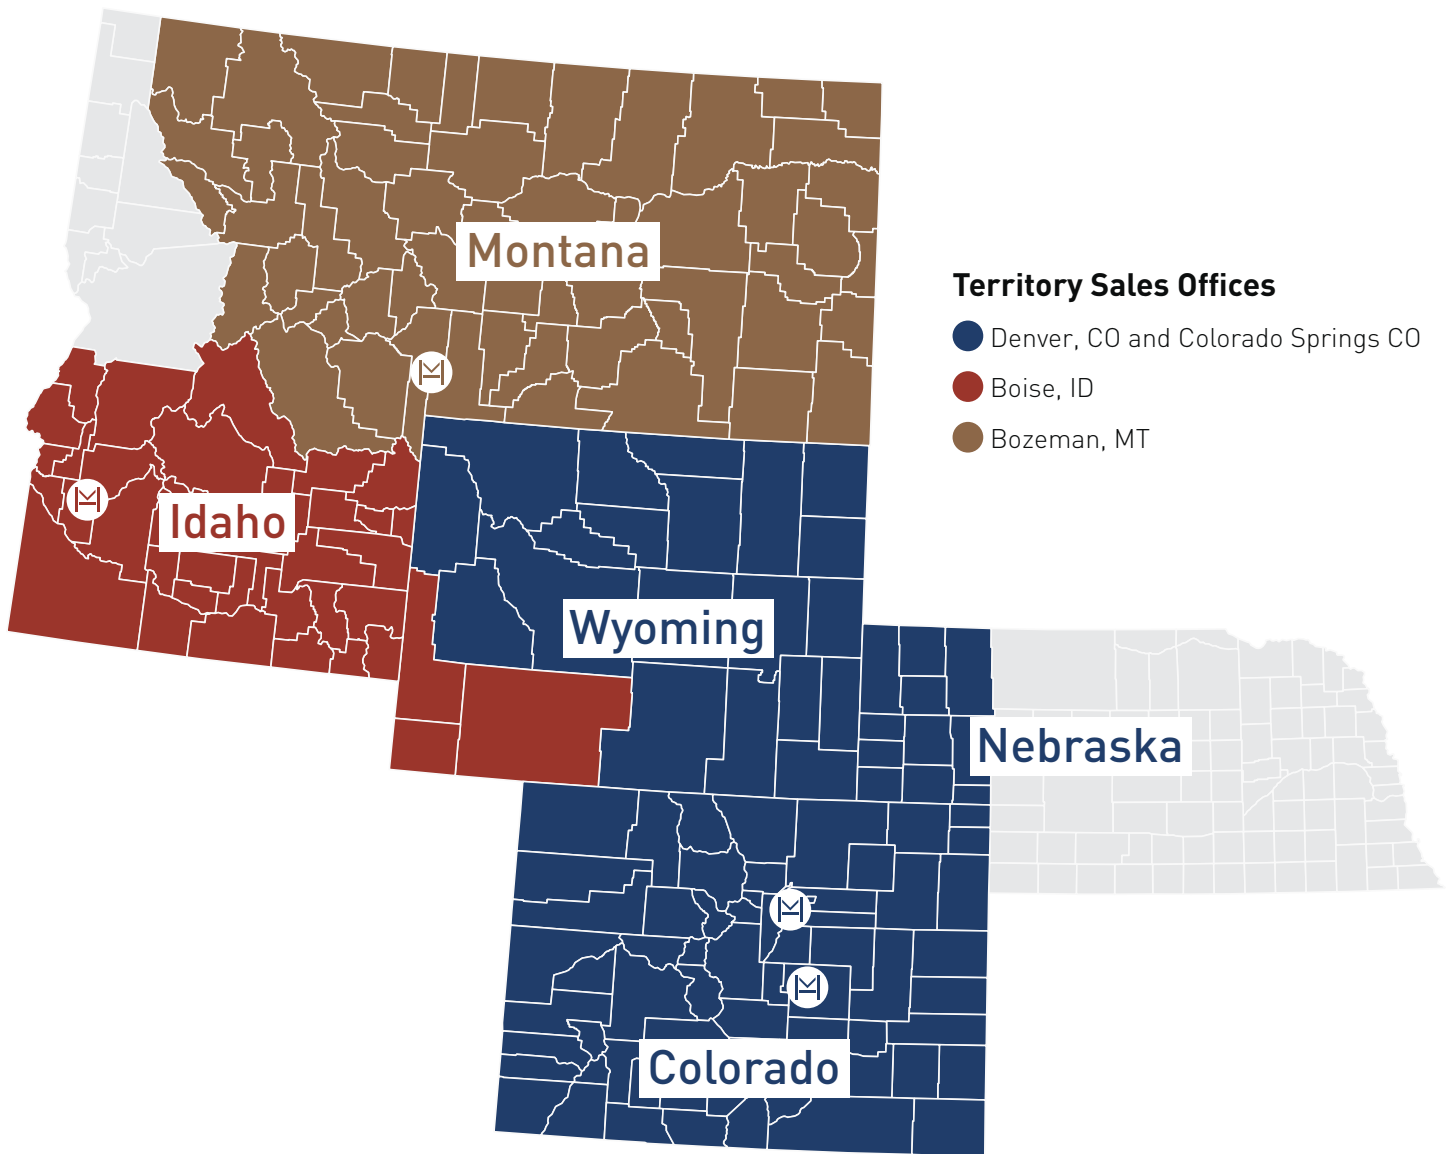 Montana
Territory Sales Offices
Denver, CO and Colorado Springs CO
Boise, ID
Bozeman, MT
Idaho
Wyoming
Nebraska
Colorado